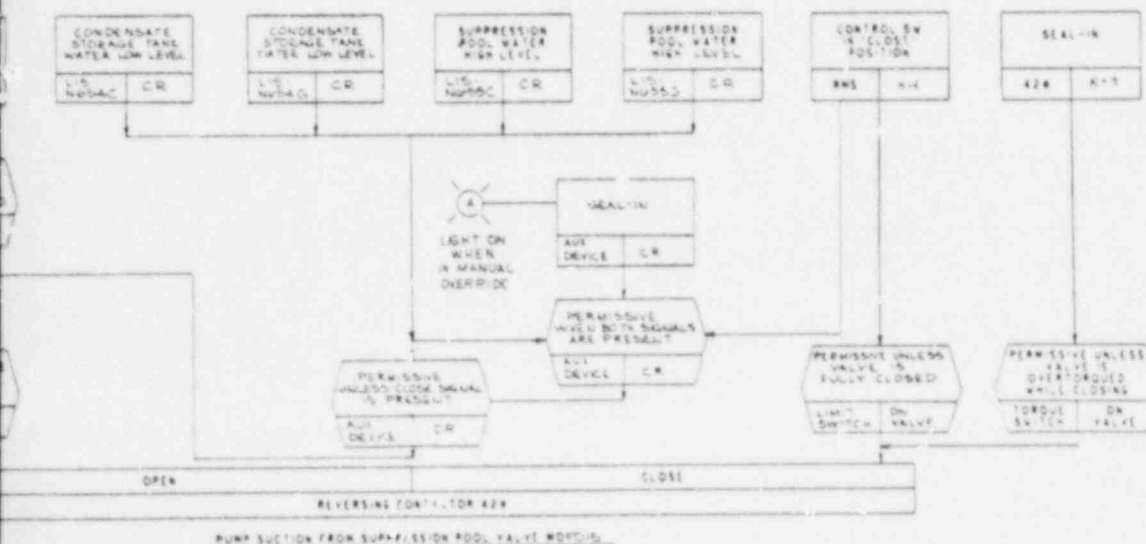 CONDENSATE
STORAGE TANK
WATER LOW LEVEL
CR
CONDENSATE
STORAGE TANK
WATER LOW LEVEL
CR
SUPPRESSION
POOL WATER
HIGH LEVEL
CR
SUPPRESSION
POOL WATER
HIGH LEVEL
CR
CONTROL SW
IN "CLOSE"
POSITION
RMS
SEAL-IN
42*
A
LIGHT ON
WHEN
IN MANUAL
OVERRIDE
SEAL-IN
AUX
DEVICE
CR
PERMISSIVE
WHEN BOTH SIGNALS
ARE PRESENT
AUX
DEVICE
CR
PERMISSIVE
UNLESS CLOSE SIGNAL
IS PRESENT
AUX
DEVICE
CR
PERMISSIVE UNLESS
VALVE IS
FULLY CLOSED
LIMIT
SWITCH
ON
VALVE
PERMISSIVE UNLESS
VALVE IS
OVERTORQUED
WHILE CLOSING
TORQUE
SWITCH
ON
VALVE
OPEN
CLOSE
REVERSING CONTACTOR 42*
PUMP SUCTION FROM SUPPRESSION POOL VALVE